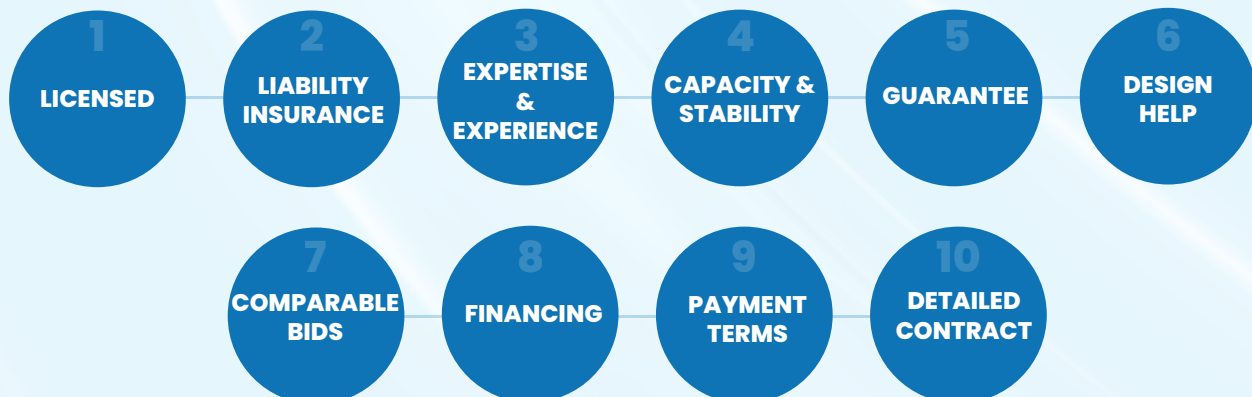 1
LICENSED
2
LIABILITY
INSURANCE
3
EXPERTISE
&
EXPERIENCE
4
CAPACITY &
STABILITY
5
GUARANTEE
6
DESIGN
HELP
7
COMPARABLE
BIDS
8
FINANCING
9
PAYMENT
TERMS
10
DETAILED
CONTRACT